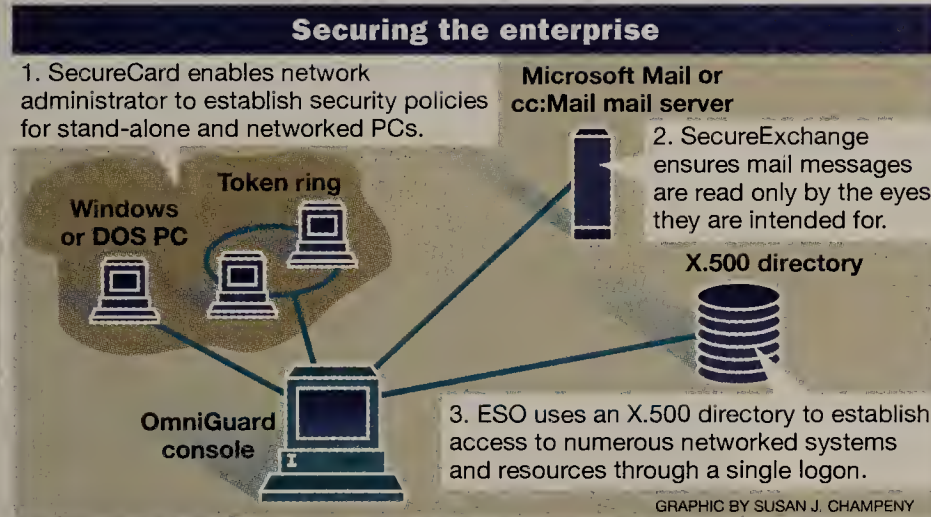 Securing the enterprise
1. SecureCard enables network
administrator to establish security policies
for stand-alone and networked PCs.
Microsoft Mail or
cc:Mail mail server
2. SecureExchange
ensures mail messages
are read only by the eyes
they are intended for.
Token ring
Windows
or DOS PC
X.500 directory
OmniGuard
console
3. ESO uses an X.500 directory to establish
access to numerous networked systems
and resources through a single logon.
GRAPHIC BY SUSAN J. CHAMPENY